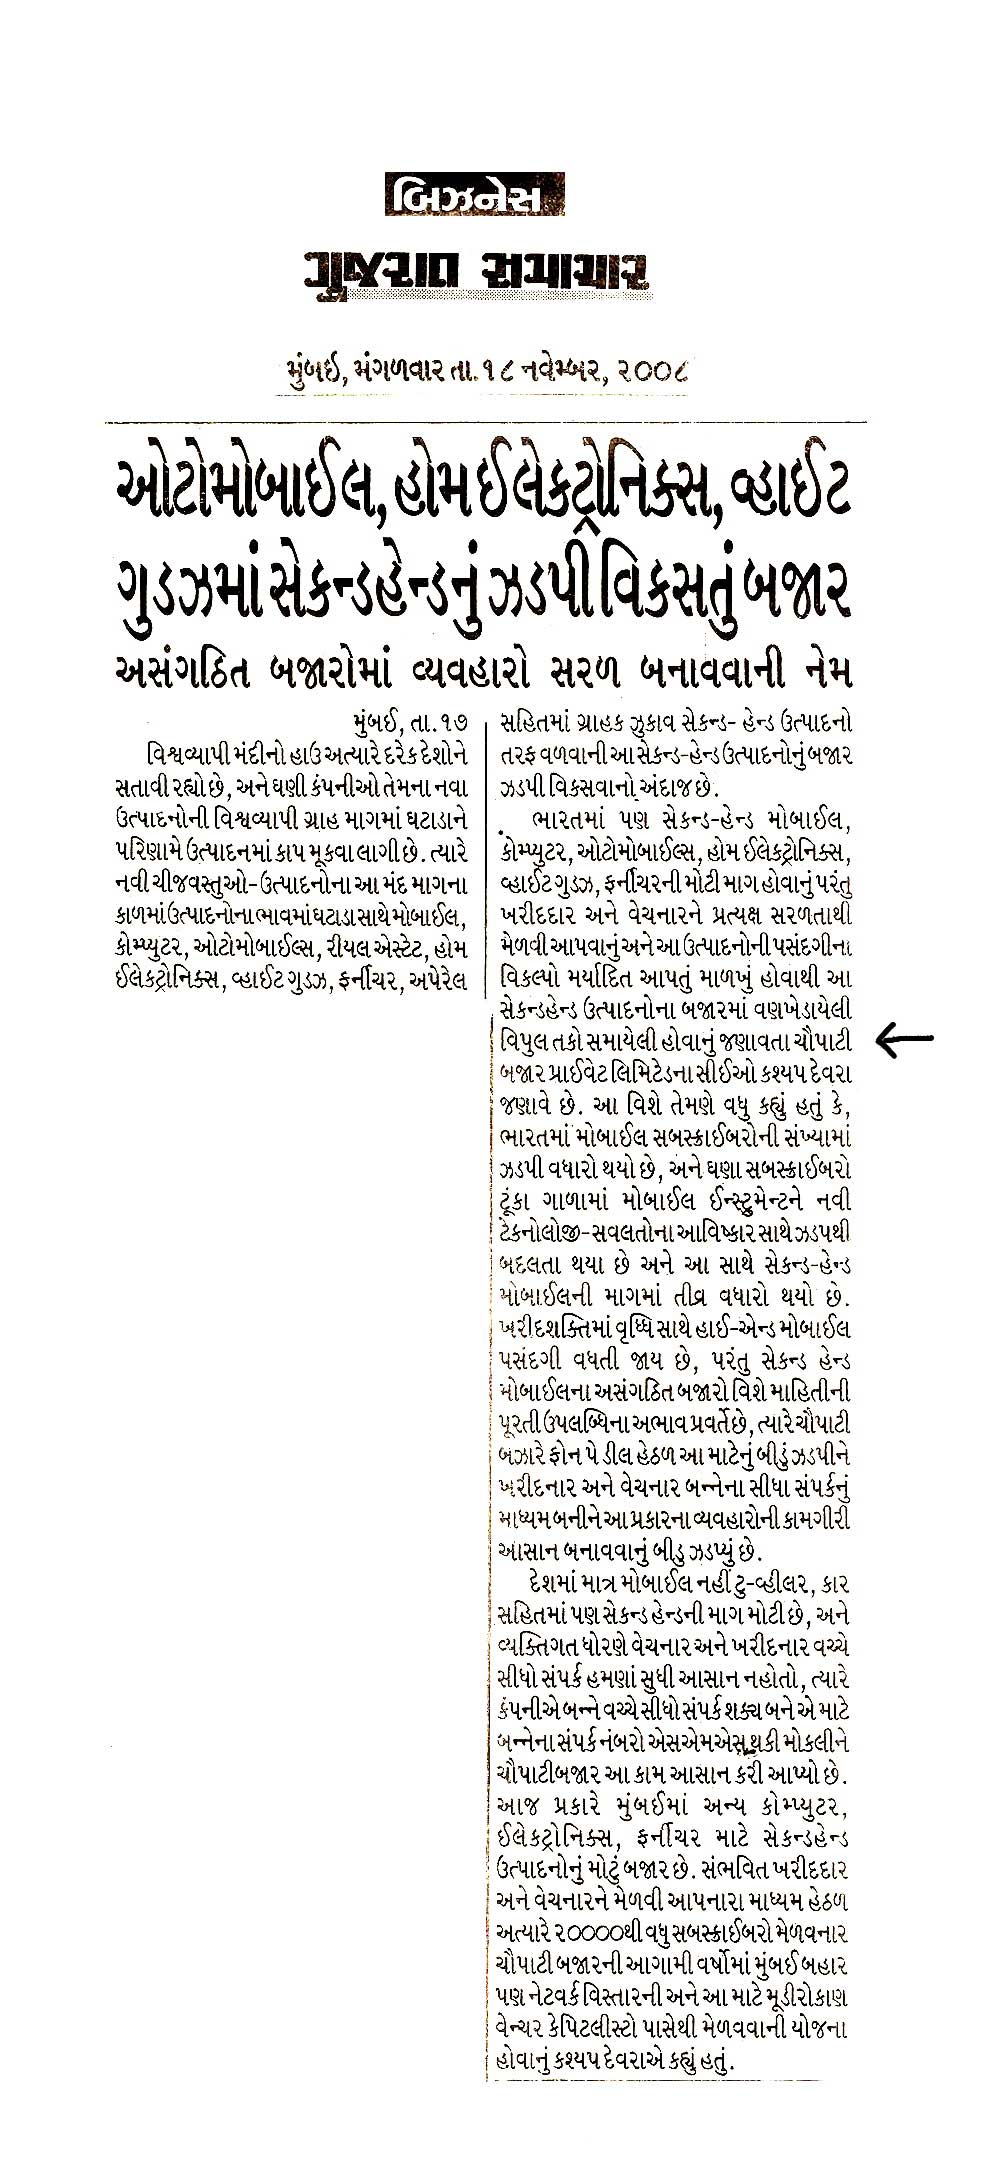 બિઝનેસ
ગુજરાત સમાચાર
મુંબઇ, મંગળવાર તા. ૧૮ નવેમ્બર, ૨૦૦૮
ઓટોમોબાઈલ, હોમ ઈલેકટ્રોનિક્સ, વ્હાઈટ
ગુડઝમાં સેકન્ડહેન્ડનું ઝડપી વિકસતું બજાર
અસંગઠિત બજારોમાં વ્યવહારો સરળ બનાવવાની નેમ
મુંબઈ, તા. ૧૭
વિશ્વવ્યાપી મંદીનો હાઉ અત્યારે દરેક દેશોને
સતાવી રહ્યો છે, અને ઘણી કંપનીઓ તેમના નવા
ઉત્પાદનોની વિશ્વવ્યાપી ગ્રાહ માગમાં ઘટાડાને
પરિણામે ઉત્પાદનમાં કાપ મૂકવા લાગી છે. ત્યારે
નવી ચીજવસ્તુઓ-ઉત્પાદનોના આ મંદ માગના
કાળમાં ઉત્પાદનોના ભાવમાં ઘટાડા સાથે મોબાઈલ,
કોમ્પ્યુટર, ઓટોમોબાઈલ્સ, રીયલ એસ્ટેટ, હોમ
ઈલેકટ્રોનિક્સ, વ્હાઈટ ગુડઝ, ફર્નીચર, અપેરેલ
સહિતમાં ગ્રાહક ઝુકાવ સેકન્ડ- હેન્ડ ઉત્પાદનો
તરફ વળવાની આ સેકન્ડ-હેન્ડ ઉત્પાદનોનું બજાર
ઝડપી વિકસવાનો અંદાજ છે.
ભારતમાં પણ સેકન્ડ-હેન્ડ મોબાઈલ,
કોમ્પ્યુટર, ઓટોમોબાઈલ્સ, હોમ ઈલેકટ્રોનિક્સ,
વ્હાઈટ ગુડઝ, ફર્નીચરની મોટી માગ હોવાનું પરંતુ
ખરીદદાર અને વેચનારને પ્રત્યક્ષ સરળતાથી
મેળવી આપવાનું અને આ ઉત્પાદનોની પસંદગીના
વિકલ્પો મર્યાદિત આપતું માળખું હોવાથી આ
સેકન્ડહેન્ડ ઉત્પાદનોના બજારમાં વણખેડાયેલી
વિપુલ તકો સમાયેલી હોવાનું જણાવતા ચૌપાટી
બજાર પ્રાઈવેટ લિમિટેડના સીઈઓ કશ્યપ દેવરા
જણાવે છે. આ વિશે તેમણે વધુ કહ્યું હતું કે,
ભારતમાં મોબાઈલ સબસ્ક્રાઈબરોની સંખ્યામાં
ઝડપી વધારો થયો છે, અને ઘણા સબસ્ક્રાઈબરો
ટૂંકા ગાળામાં મોબાઈલ ઈન્સ્ટ્રુમેન્ટને નવી
ટેકનોલોજી-સવલતોના આવિષ્કાર સાથે ઝડપથી
બદલતા થયા છે અને આ સાથે સેકન્ડ-હેન્ડ
મોબાઈલની માગમાં તીવ્ર વધારો થયો છે.
ખરીદશક્તિમાં વૃધ્ધિ સાથે હાઈ-એન્ડ મોબાઈલ
પસંદગી વધતી જાય છે, પરંતુ સેકન્ડ હેન્ડ
મોબાઈલના અસંગઠિત બજારો વિશે માહિતીની
પૂરતી ઉપલબ્ધિના અભાવ પ્રવર્તે છે, ત્યારે ચૌપાટી
બઝારે ફોન પે ડીલ હેઠળ આ માટેનું બીડું ઝડપીને
ખરીદનાર અને વેચનાર બન્નેના સીધા સંપર્કનું
માધ્યમ બનીને આ પ્રકારના વ્યવહારોની કામગીરી
આસાન બનાવવાનું બીડુ ઝડપ્યું છે.
દેશમાં માત્ર મોબાઈલ નહીં ટુ-વ્હીલર, કાર
સહિતમાં પણ સેકન્ડ હેન્ડની માગ મોટી છે, અને
વ્યક્તિગત ધોરણે વેચનાર અને ખરીદનાર વચ્ચે
સીધો સંપર્ક હમણાં સુધી આસાન નહોતો, ત્યારે
કંપનીએ બન્ને વચ્ચે સીધો સંપર્ક શક્ય બને એ માટે
બન્નેના સંપર્ક નંબરો એસએમએસ થકી મોકલીને
ચૌપાટીબજાર આ કામ આસાન કરી આપ્યો છે.
આજ પ્રકારે મુંબઈમાં અન્ય કોમ્પ્યુટર,
ઈલેકટ્રોનિક્સ, ફર્નીચર માટે સેકન્ડહેન્ડ
ઉત્પાદનોનું મોટું બજાર છે. સંભવિત ખરીદદાર
અને વેચનારને મેળવી આપનારા માધ્યમ હેઠળ
અત્યારે ૨૦૦૦૦થી વધુ સબસ્ક્રાઈબરો મેળવનાર
ચૌપાટી બજારની આગામી વર્ષોમાં મુંબઈ બહાર
પણ નેટવર્ક વિસ્તારની અને આ માટે મૂડીરોકાણ
વેન્ચર કેપિટલીસ્ટો પાસેથી મેળવવાની યોજના
હોવાનું કશ્યપ દેવરાએ કહ્યું હતું.